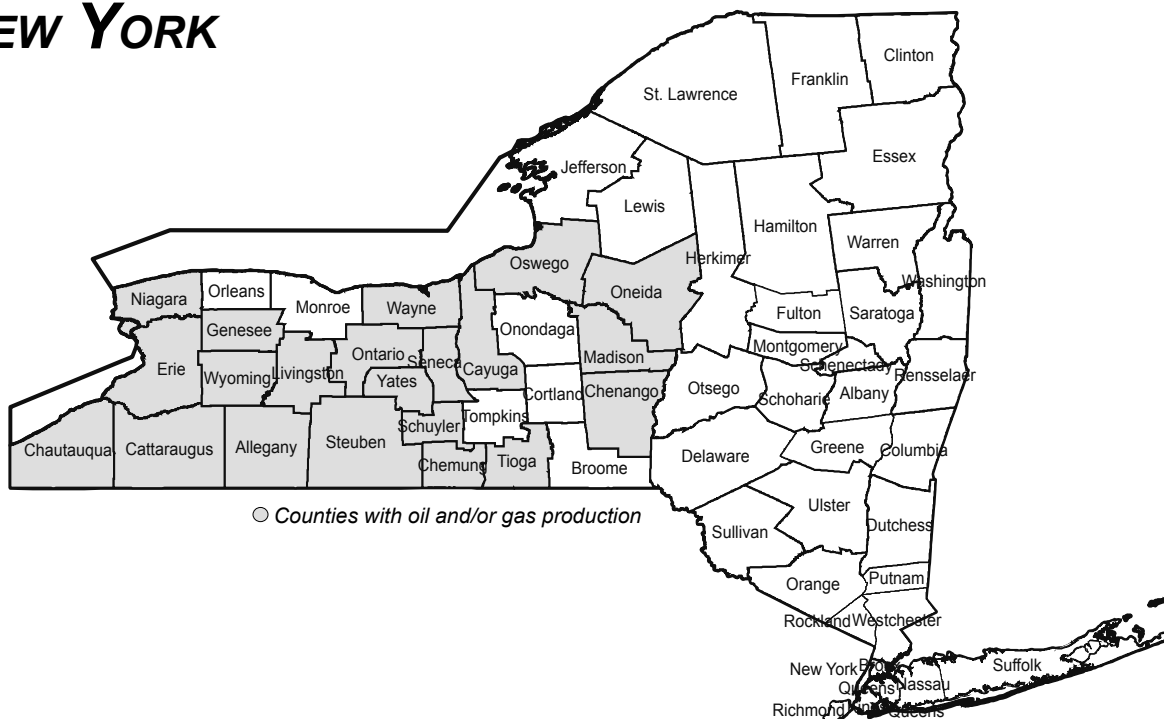 EW YORK
Clinton
Franklin
St. Lawrence
Essex
Jefferson
Lewis
Hamilton
Warren
Herkimer
Oswego
Washington
Oneida
Niagara
Orleans
Monroe
Wayne
Fulton
Saratoga
Genesee
Onondaga
Montgomery
Ontario
Seneca
Madison
Schenectady
Erie
Wyoming
Livingston
Cayuga
Rensselaer
Yates
Otsego
Chenango
Cortland
Schoharie
Albany
Tompkins
Schuyler
Steuben
Chautauqua
Cattaraugus
Allegany
Greene
Columbia
Delaware
Chemung
Tioga
Broome
Ulster
Counties with oil and/or gas production
Dutchess
Sullivan
Putnam
Orange
Rockland
Westchester
New York
Suffolk
Queens
Nassau
Richmond
Queens